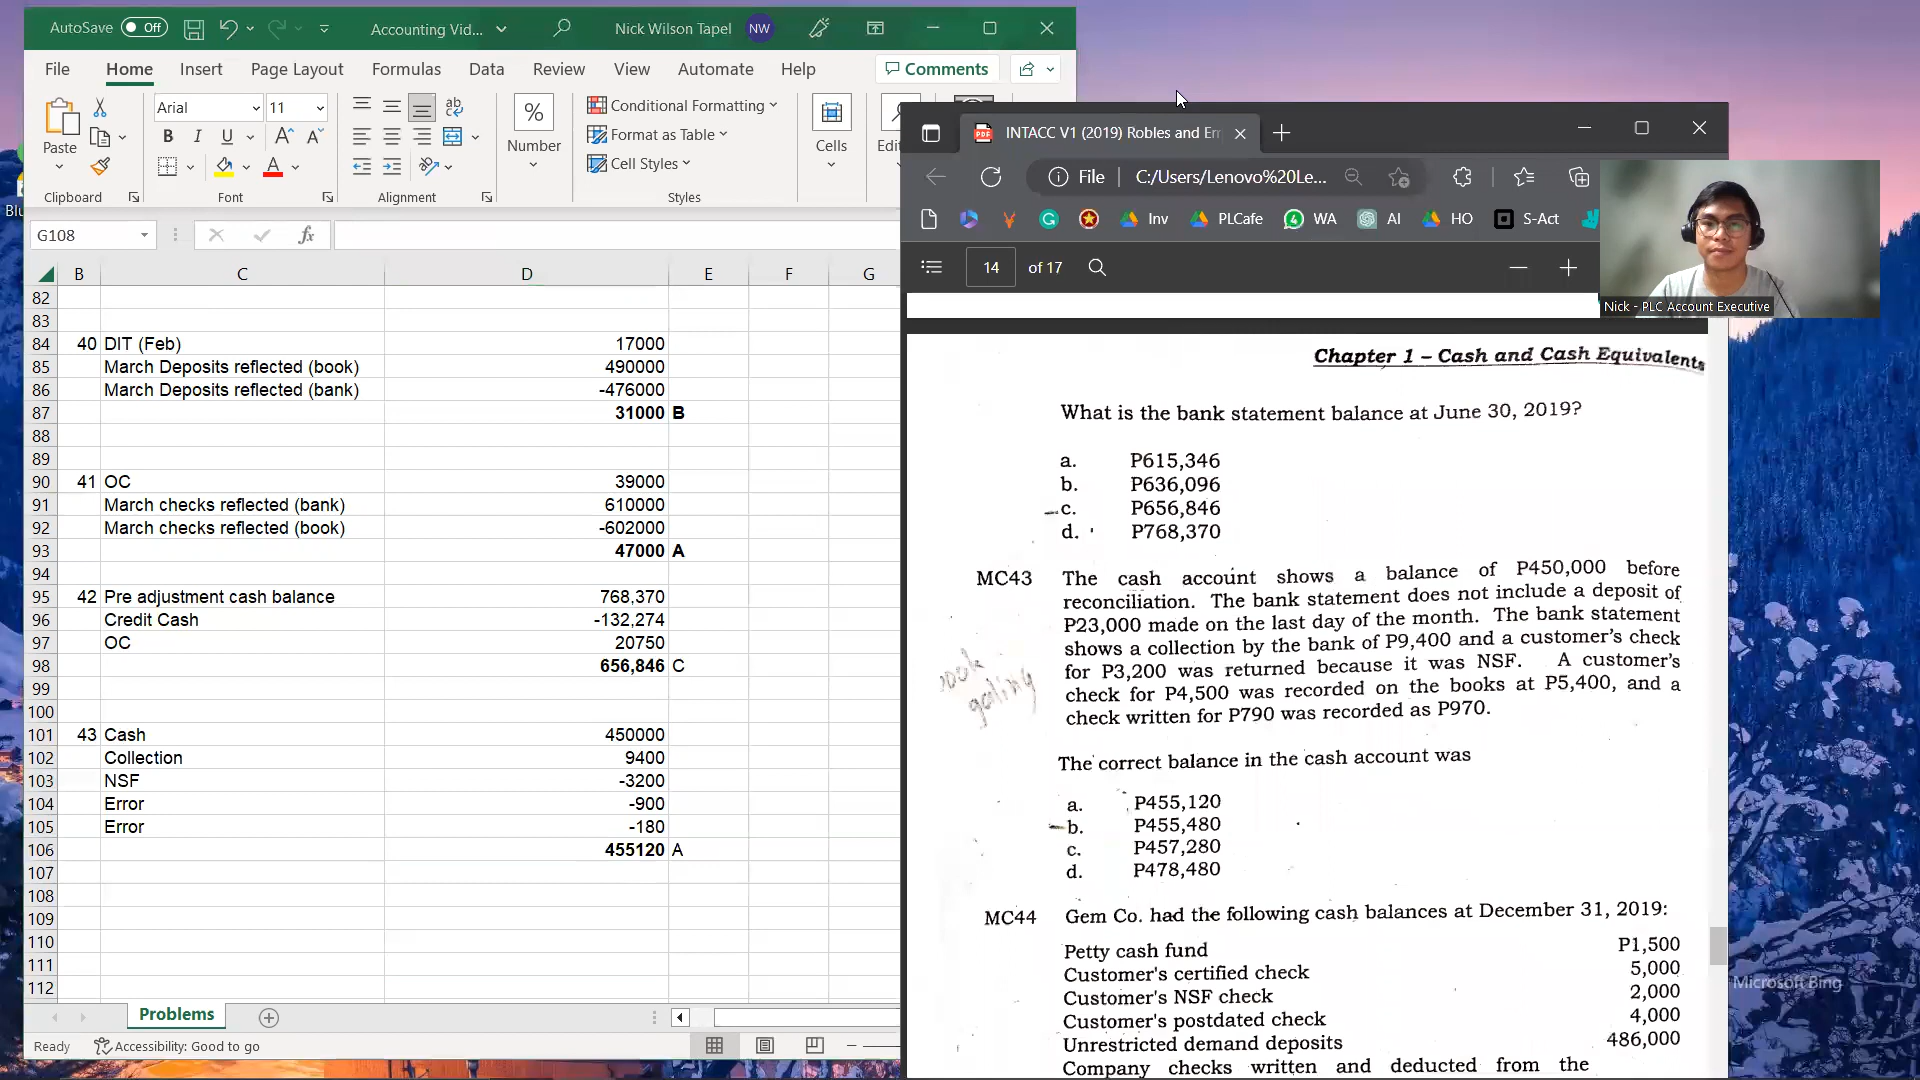 AutoSave Off Accounting Vid... Nick Wilson Tapel NW
File Home Insert Page Layout Formulas Data Review View Automate Help Comments
Arial 11
B I U
Paste
Number
Conditional Formatting
Format as Table
Cell Styles
Cells
Clipboard Font Alignment Styles
G108 fx
B C D E F G
82
83
84 40 DIT (Feb) 17000
85 March Deposits reflected (book) 490000
86 March Deposits reflected (bank) -476000
87 31000 B
88
89
90 41 OC 39000
91 March checks reflected (bank) 610000
92 March checks reflected (book) -602000
93 47000 A
94
95 42 Pre adjustment cash balance 768,370
96 Credit Cash -132,274
97 OC 20750
98 656,846 C
99
100
101 43 Cash 450000
102 Collection 9400
103 NSF -3200
104 Error -900
105 Error -180
106 455120 A
107
108
109
110
111
112
Problems
Ready Accessibility: Good to go
INTACC V1 (2019) Robles and
File C:/Users/Lenovo%20Le...
Inv PLCafe WA AI HO S-Act
14 of 17
Nick - PLC Account Executive
Chapter 1 – Cash and Cash Equivalents
What is the bank statement balance at June 30, 2019?
a. P615,346
b. P636,096
c. P656,846
d. P768,370
MC43 The cash account shows a balance of P450,000 before
reconciliation. The bank statement does not include a deposit of
P23,000 made on the last day of the month. The bank statement
shows a collection by the bank of P9,400 and a customer's check
for P3,200 was returned because it was NSF. A customer's
check for P4,500 was recorded on the books at P5,400, and a
check written for P790 was recorded as P970.
The correct balance in the cash account was
a. P455,120
b. P455,480
c. P457,280
d. P478,480
MC44 Gem Co. had the following cash balances at December 31, 2019:
Petty cash fund P1,500
Customer's certified check 5,000
Customer's NSF check 2,000
Customer's postdated check 4,000
Unrestricted demand deposits 486,000
Company checks written and deducted from the
Microsoft Bing